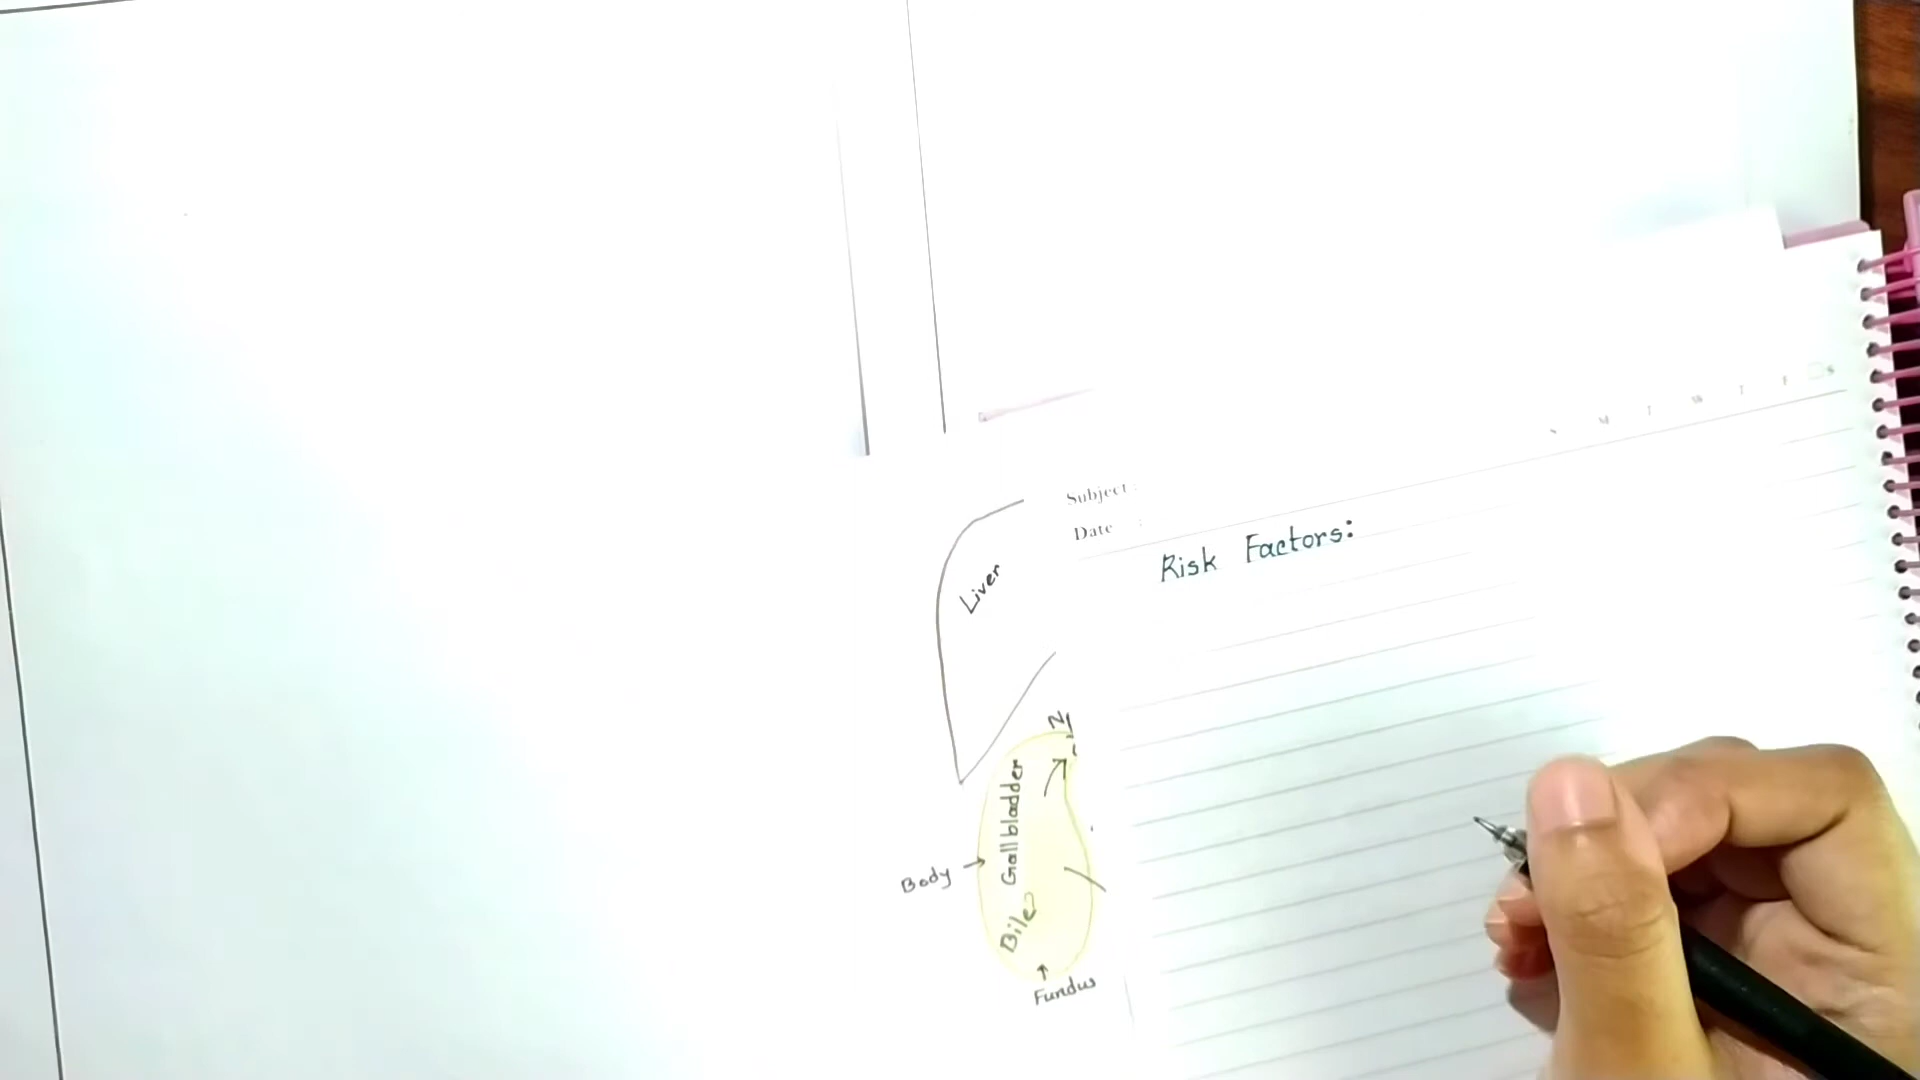 S M T W T F S
Subject :
Date :
Risk Factors:
Liver
Gallbladder
Bile
Body
Fundus